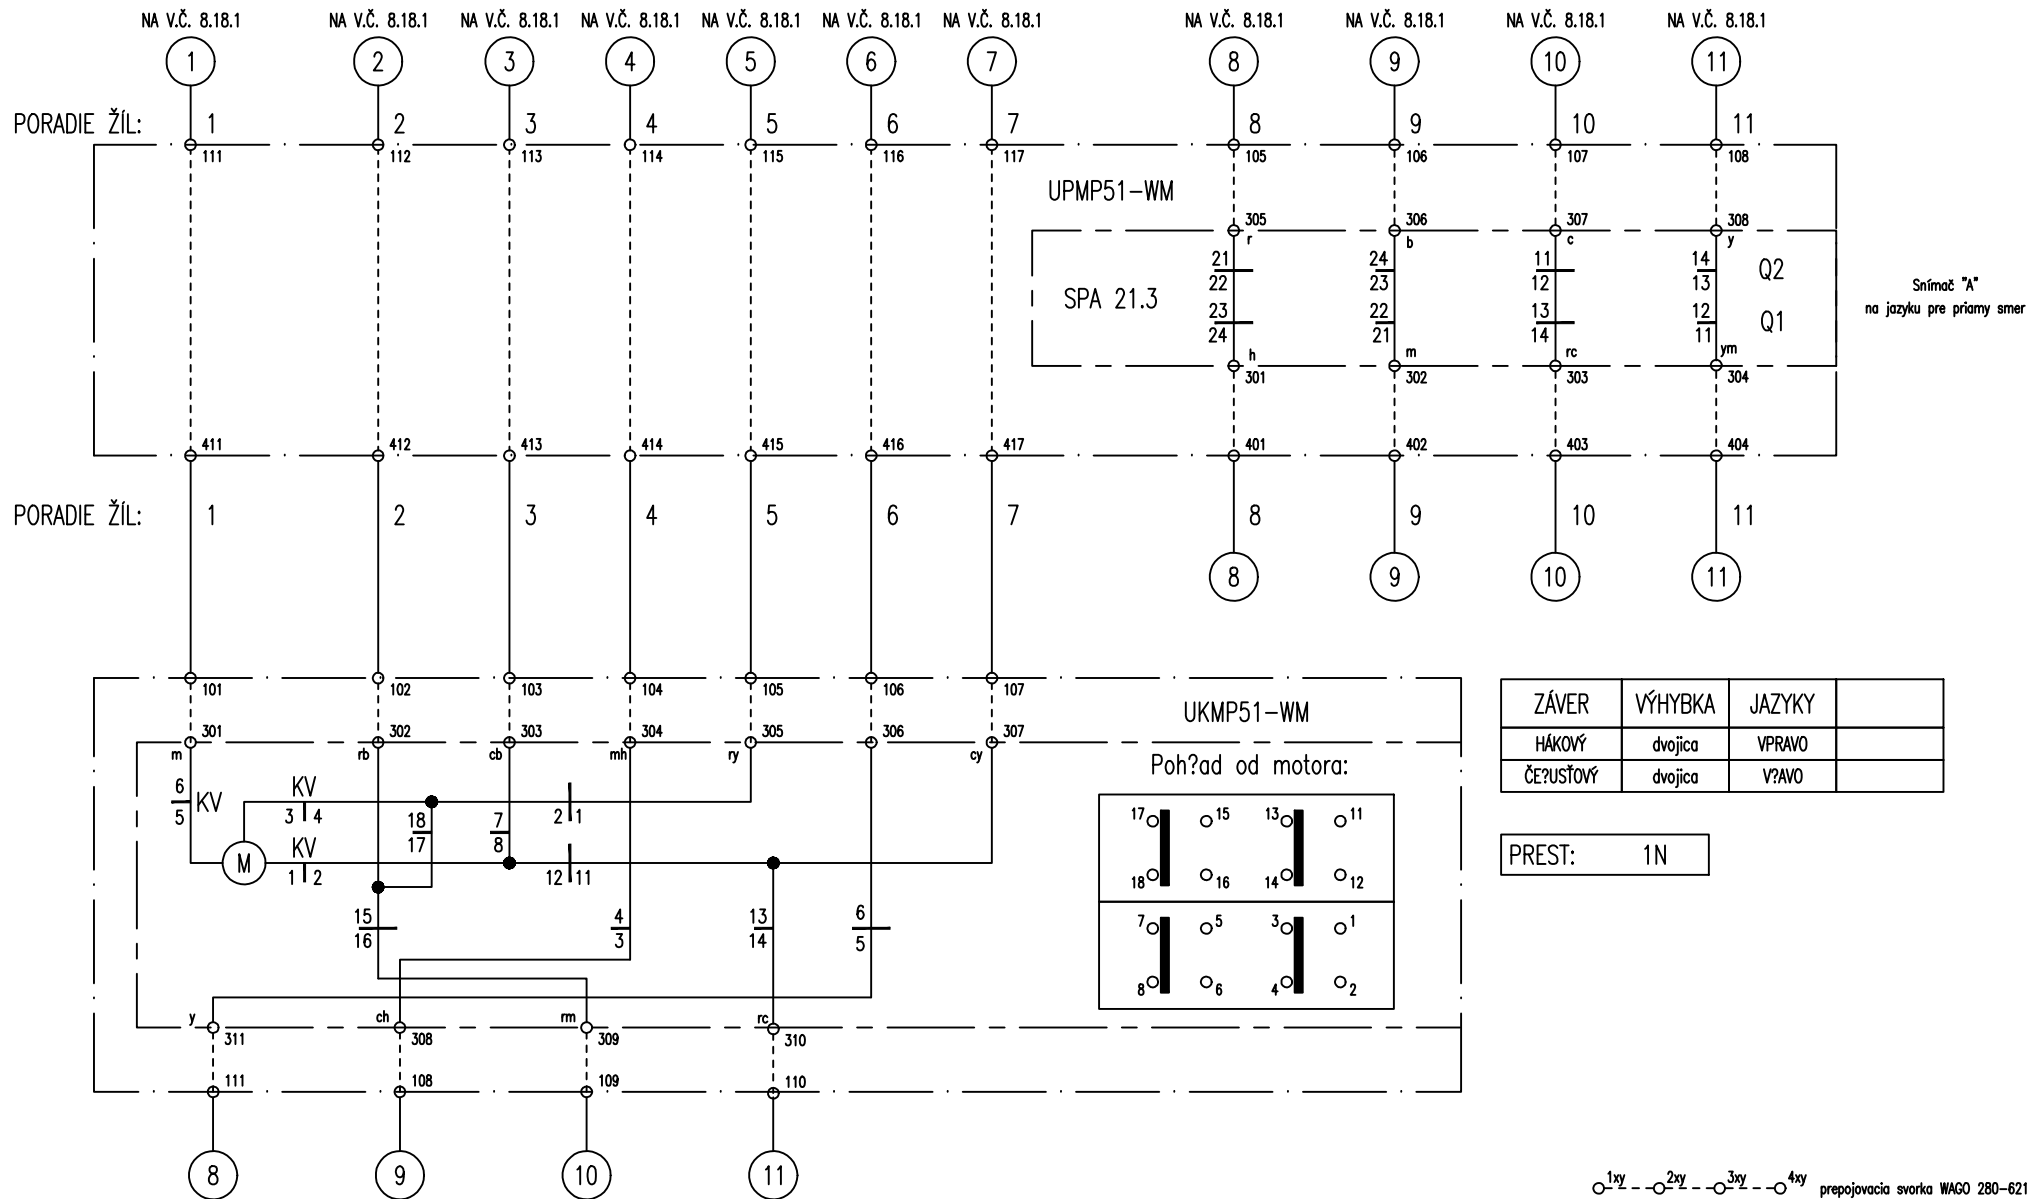 NA V.Č. 8.18.1 NA V.Č. 8.18.1 NA V.Č. 8.18.1 NA V.Č. 8.18.1 NA V.Č. 8.18.1 NA V.Č. 8.18.1 NA V.Č. 8.18.1 NA V.Č. 8.18.1 NA V.Č. 8.18.1 NA V.Č. 8.18.1 NA V.Č. 8.18.1
1 2 3 4 5 6 7 8 9 10 11
PORADIE ŽÍL: 1 2 3 4 5 6 7 8 9 10 11
111 112 113 114 115 116 117 105 106 107 108
UPMP51-WM
305 306 307 308
r b c y
21 24 11 14 Q2
22 23 12 13
SPA 21.3
23 22 13 12 Q1
24 21 14 11
h m rc ym
301 302 303 304
Snímač "A"
na jazyku pre priamy smer
411 412 413 414 415 416 417 401 402 403 404
PORADIE ŽÍL: 1 2 3 4 5 6 7 8 9 10 11
8 9 10 11
101 102 103 104 105 106 107
UKMP51-WM
301 302 303 304 305 306 307
m rb cb mh ry cy
6 KV KV
5 3 4 18 7 2 1
17 8
M KV
1 2 12 11
15 4 13 6
16 3 14 5
Poh?ad od motora:
17 15 13 11
18 16 14 12
7 5 3 1
8 6 4 2
y ch rm rc
311 308 309 310
111 108 109 110
8 9 10 11
ZÁVER VÝHYBKA JAZYKY
HÁKOVÝ dvojica VPRAVO
ČE?USŤOVÝ dvojica V?AVO
PREST: 1N
1xy 2xy 3xy 4xy prepojovacia svorka WAGO 280-621